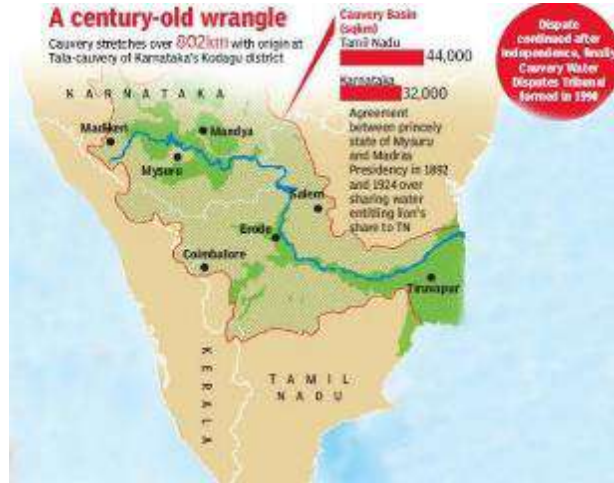 A century-old wrangle
Cauvery stretches over 802km with origin at
Tala-cauvery of Karnataka's Kodagu district
Cauvery Basin
(sqkm)
Tamil Nadu
44,000
Karnataka
32,000
Agreement
between princely
state of Mysuru
and Madras
Presidency in 1892
and 1924 over
sharing water
entitling lion's
share to TN
Dispute
continued after
independence, finally
Cauvery Water
Disputes Tribunal
formed in 1990
KARNATAKA
Madikeri
Mandya
Mysuru
Salem
Erode
Coimbatore
Tiruvarur
KERALA
TAMIL
NADU